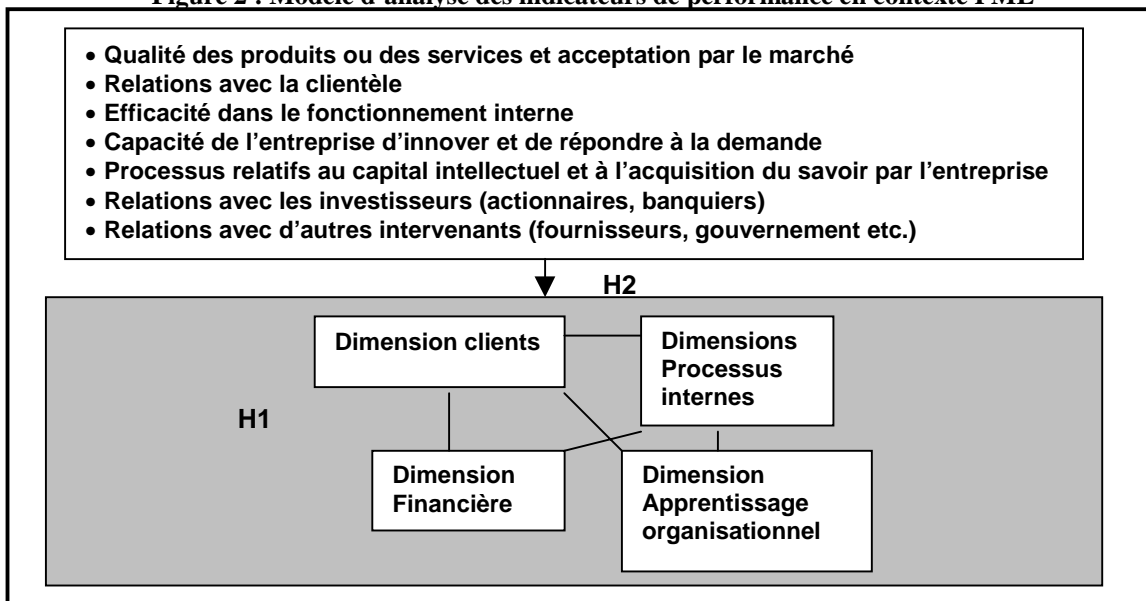 Figure 2 : Modèle d'analyse des indicateurs de performance en contexte PME
• Qualité des produits ou des services et acceptation par le marché
• Relations avec la clientèle
• Efficacité dans le fonctionnement interne
• Capacité de l'entreprise d'innover et de répondre à la demande
• Processus relatifs au capital intellectuel et à l'acquisition du savoir par l'entreprise
• Relations avec les investisseurs (actionnaires, banquiers)
• Relations avec d'autres intervenants (fournisseurs, gouvernement etc.)
H2
Dimension clients
Dimensions
Processus
internes
H1
Dimension
Financière
Dimension
Apprentissage
organisationnel